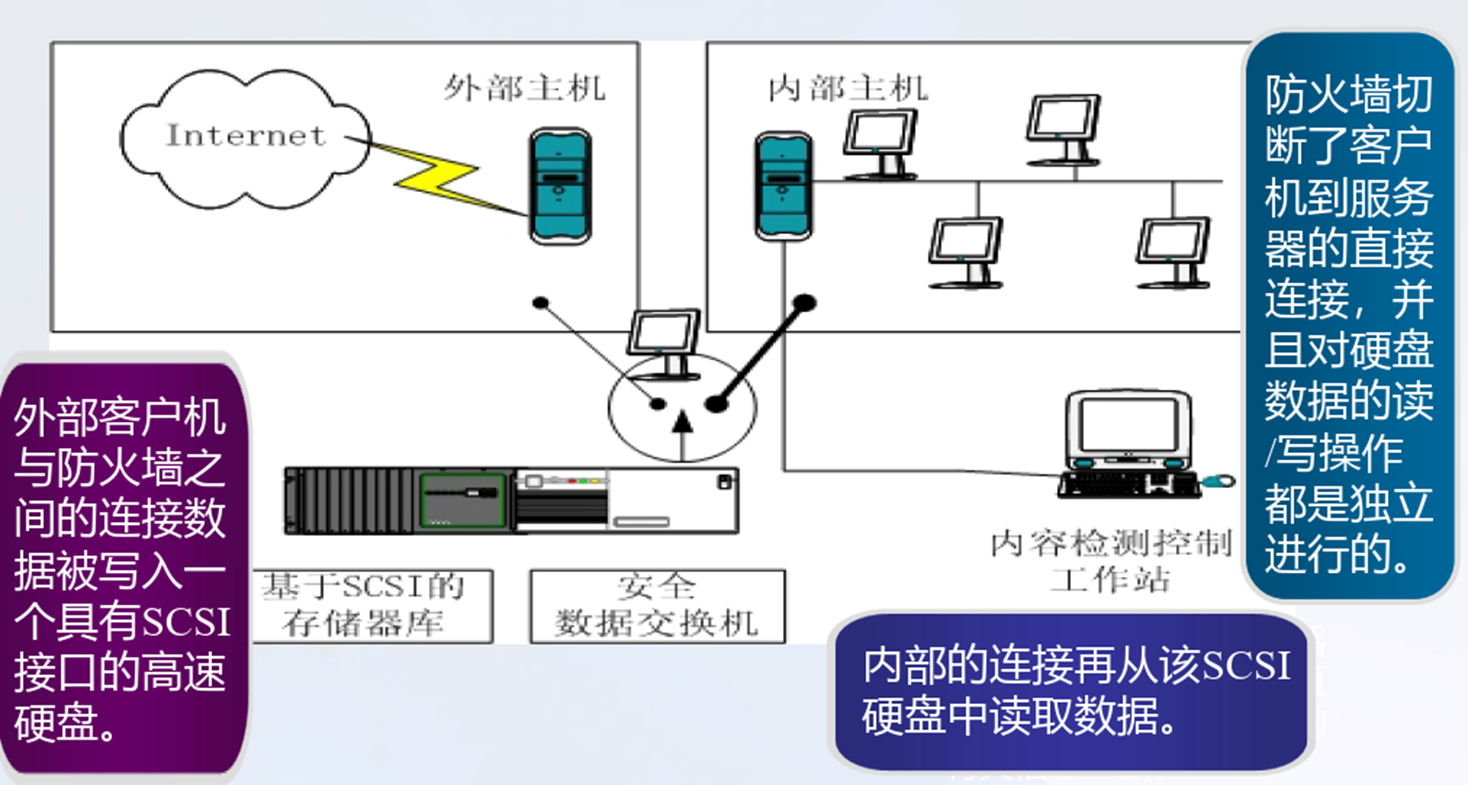 Internet
外部主机
内部主机
防火墙切
断了客户
机到服务
器的直接
连接，并
且对硬盘
数据的读
/写操作
都是独立
进行的。
外部客户机
与防火墙之
间的连接数
据被写入一
个具有SCSI
接口的高速
硬盘。
基于SCSI的
存储器库
安全
数据交换机
内容检测控制
工作站
内部的连接再从该SCSI
硬盘中读取数据。